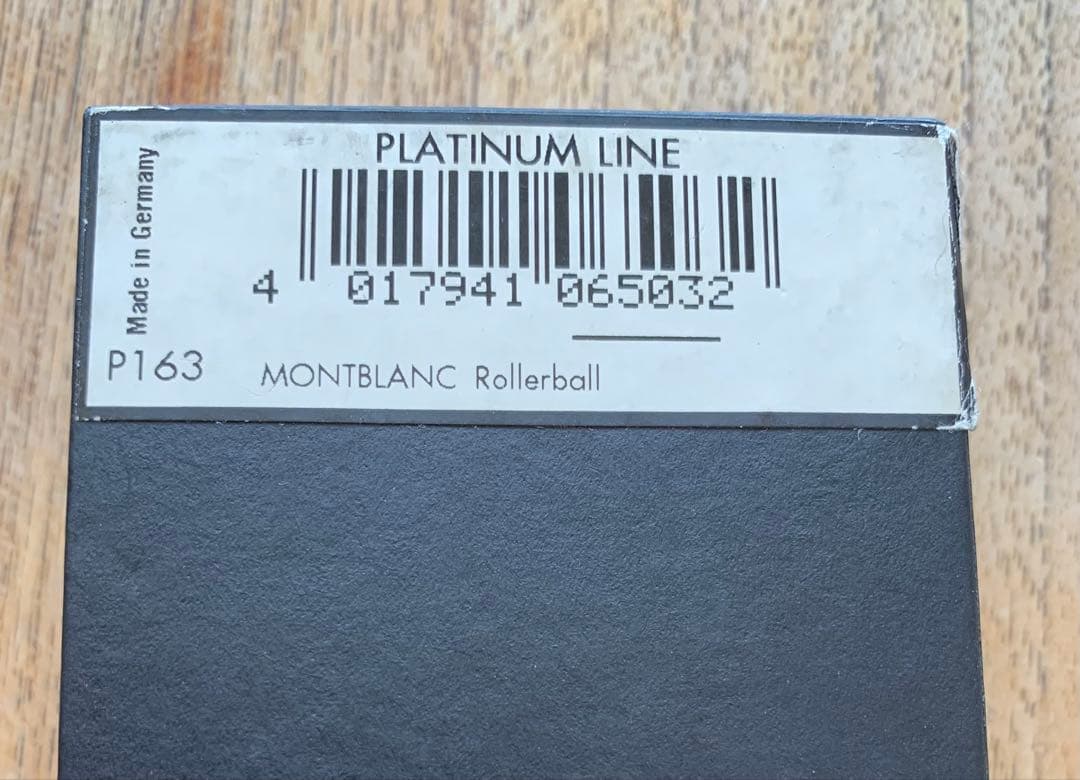 PLATINUM LINE
Made in Germany
4 017941 065032
P163 MONTBLANC Rollerball